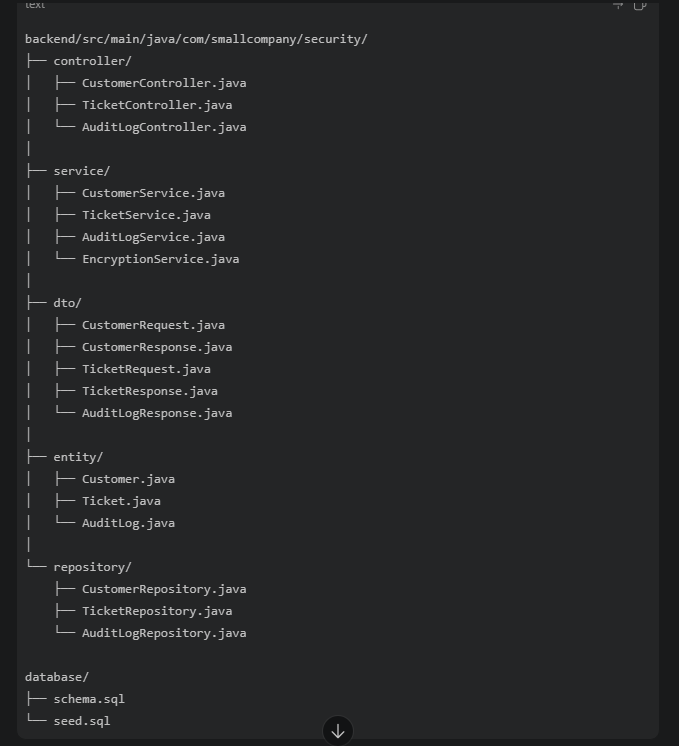 text
backend/src/main/java/com/smallcompany/security/
├── controller/
│   ├── CustomerController.java
│   ├── TicketController.java
│   └── AuditLogController.java
│
├── service/
│   ├── CustomerService.java
│   ├── TicketService.java
│   ├── AuditLogService.java
│   └── EncryptionService.java
│
├── dto/
│   ├── CustomerRequest.java
│   ├── CustomerResponse.java
│   ├── TicketRequest.java
│   ├── TicketResponse.java
│   └── AuditLogResponse.java
│
├── entity/
│   ├── Customer.java
│   ├── Ticket.java
│   └── AuditLog.java
│
└── repository/
    ├── CustomerRepository.java
    ├── TicketRepository.java
    └── AuditLogRepository.java

database/
├── schema.sql
└── seed.sql